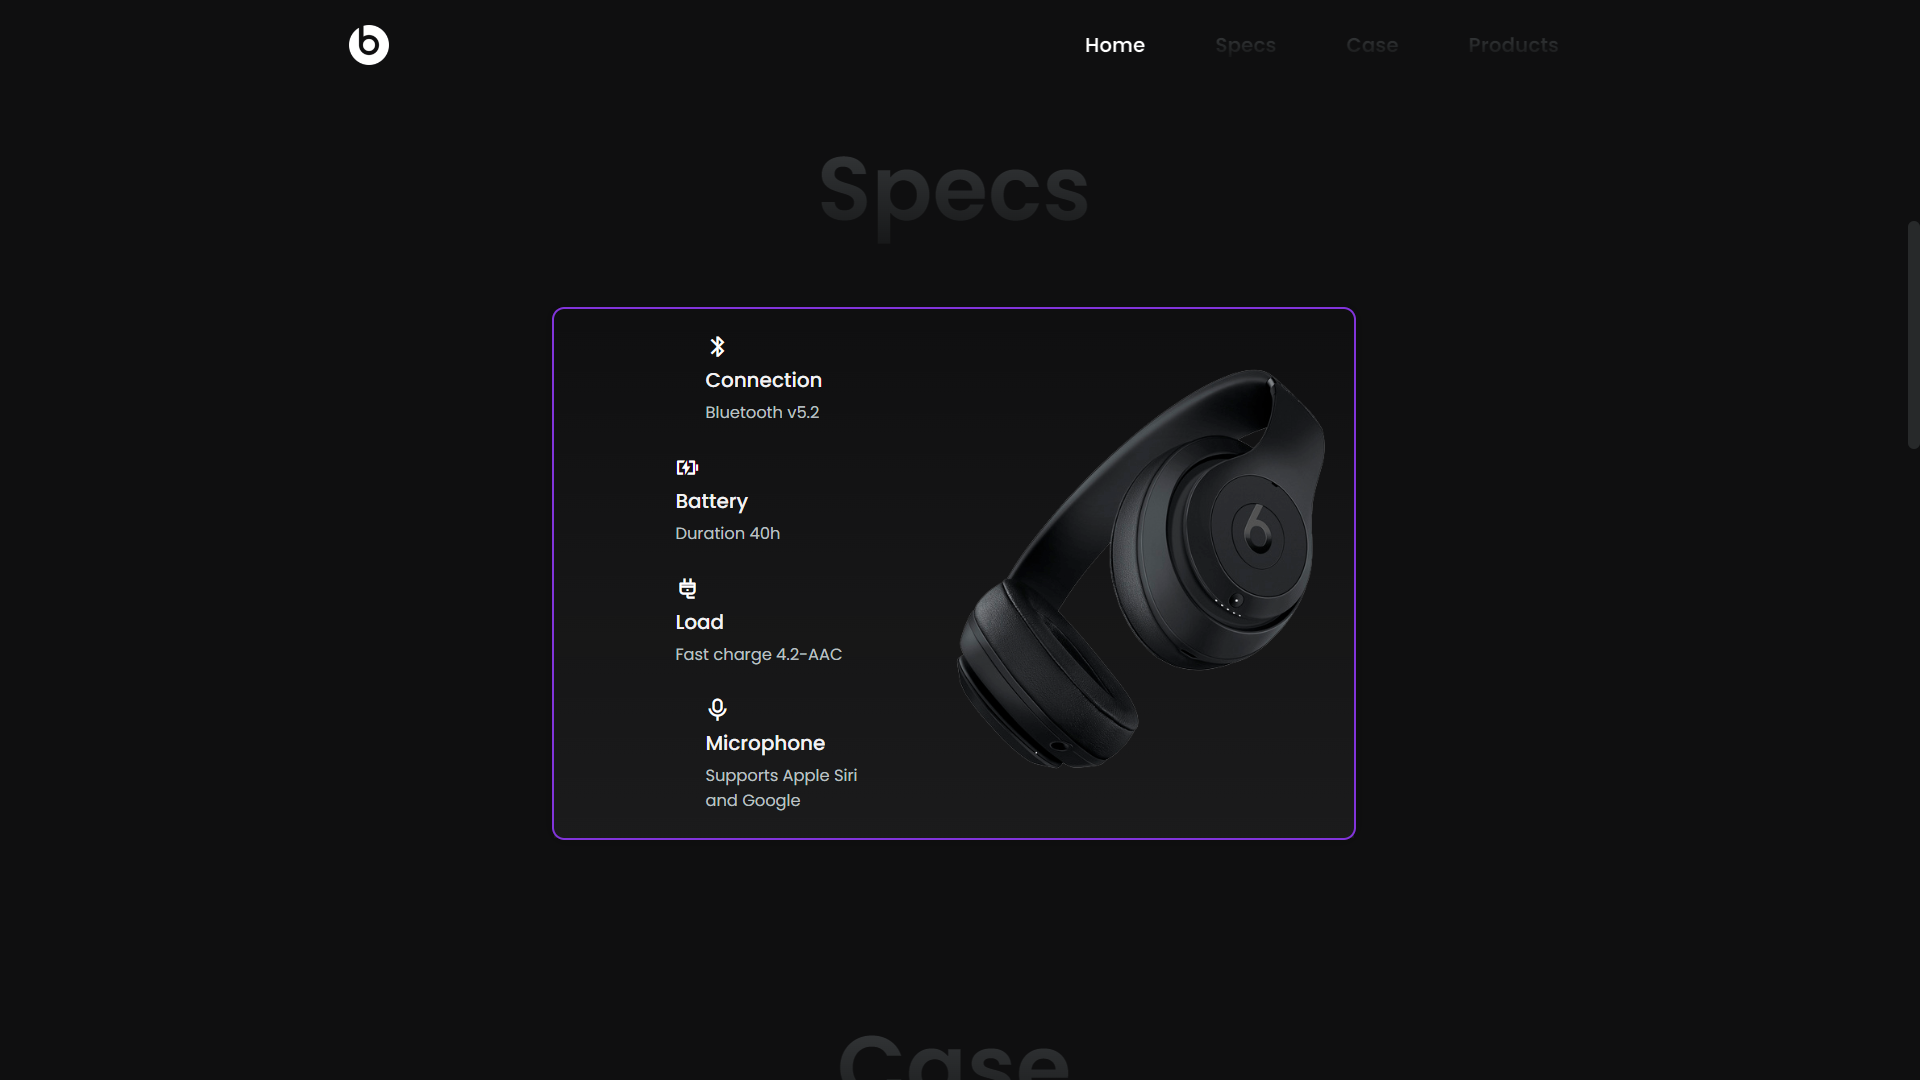 Home
Specs
Case
Products
Specs
Connection
Bluetooth v5.2
Battery
Duration 40h
Load
Fast charge 4.2-AAC
Microphone
Supports Apple Siri
and Google
Case